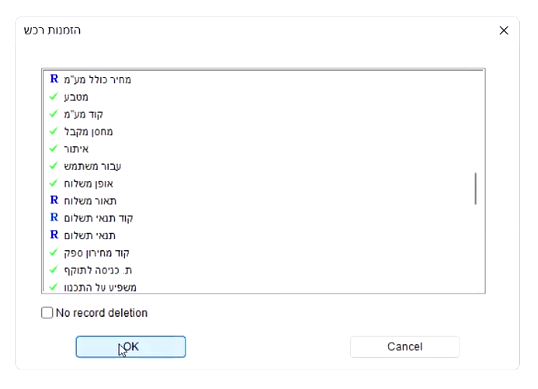 הזמנות רכש
R מחיר כולל מע"מ
מטבע
קוד מע"מ
מחסן מקבל
איתור
עבור משתמש
אופן משלוח
R תאור משלוח
R קוד תנאי תשלום
R תנאי תשלום
קוד מחירון ספק
ת. כניסה לתוקף
משפיע על התכנון
No record deletion
OK
Cancel